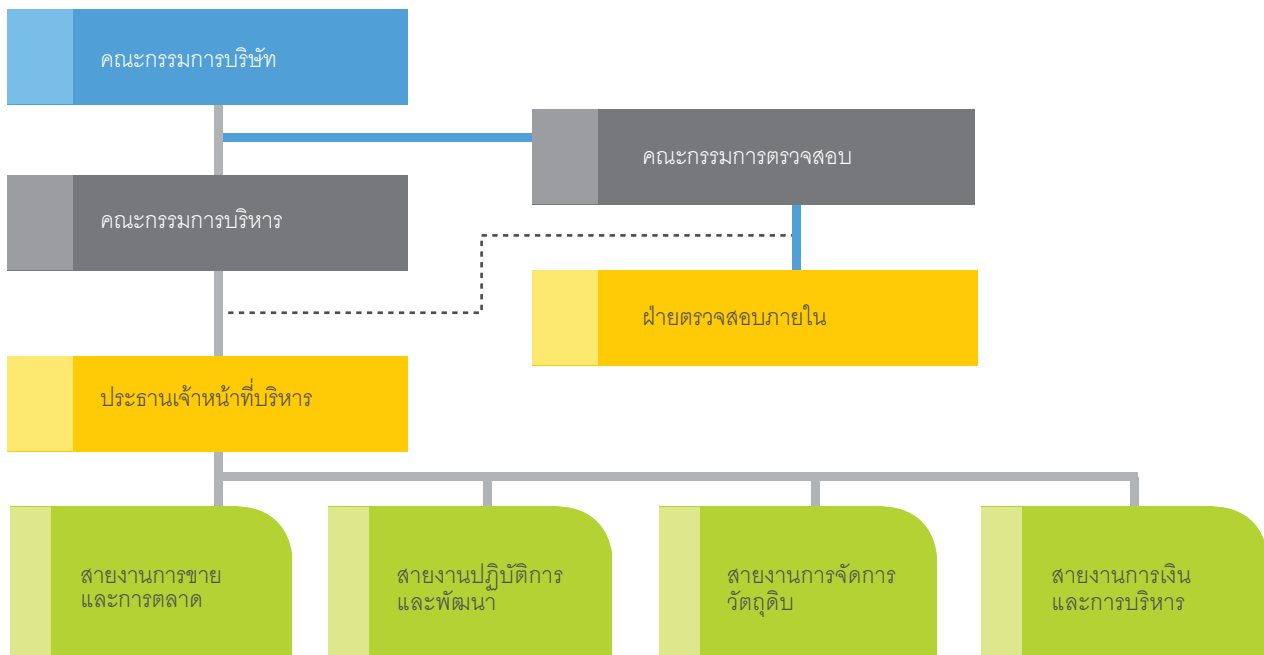 คณะกรรมการบริษัท
คณะกรรมการตรวจสอบ
คณะกรรมการบริหาร
ฝ่ายตรวจสอบภายใน
ประธานเจ้าหน้าที่บริหาร
สายงานการขาย
และการตลาด
สายงานปฏิบัติการ
และพัฒนา
สายงานการจัดการ
วัตถุดิบ
สายงานการเงิน
และการบริหาร